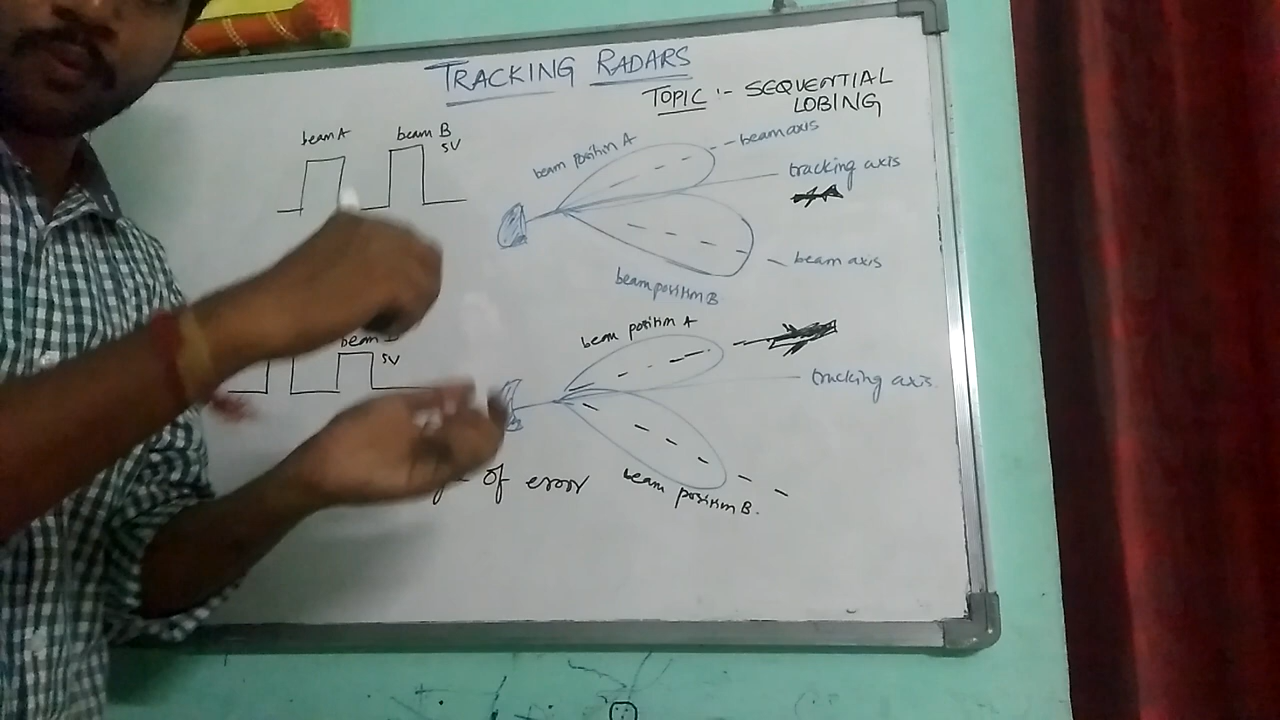 TRACKING RADARS
TOPIC :- SEQUENTIAL
LOBING
beam A
beam B
5V
beam position A
beam axis
tracking axis
beam axis
beam position B
beam position A
beam
5V
tracking axis
of error
beam position B.